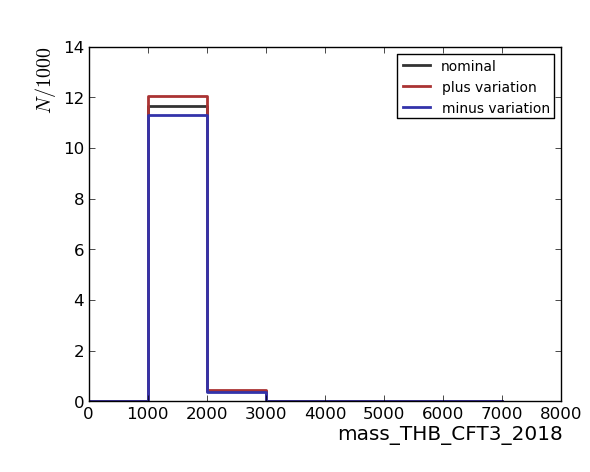 N/1000
14
12
10
8
6
4
2
0
nominal
plus variation
minus variation
0 1000 2000 3000 4000 5000 6000 7000 8000
mass_THB_CFT3_2018